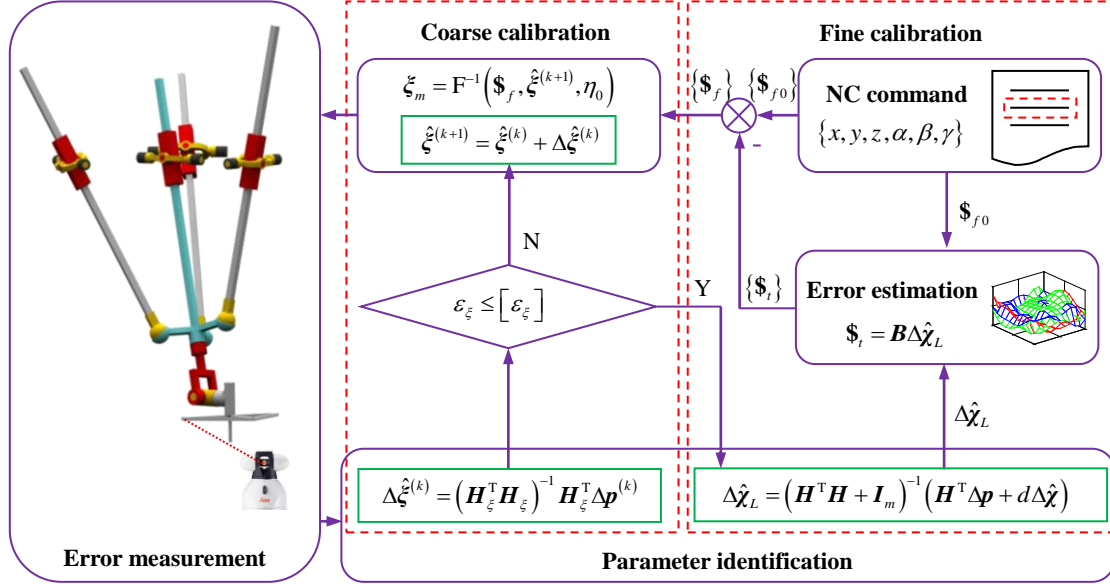 Coarse calibration
ξ_m = F⁻¹($_f, ξ̂^(k+1), η_0)
ξ̂^(k+1) = ξ̂^(k) + Δξ̂^(k)
N
ε_ξ ≤ [ε_ξ]
Y
Fine calibration
{$_f}
{$_f0}
-
NC command
{x, y, z, α, β, γ}
$_f0
{$_t}
Error estimation
$_t = BΔχ̂_L
Δχ̂_L
Δξ̂^(k) = (H_ξ^T H_ξ)⁻¹ H_ξ^T Δp^(k)
Δχ̂_L = (H^T H + I_m)⁻¹ (H^T Δp + dΔχ̂)
Error measurement
Parameter identification